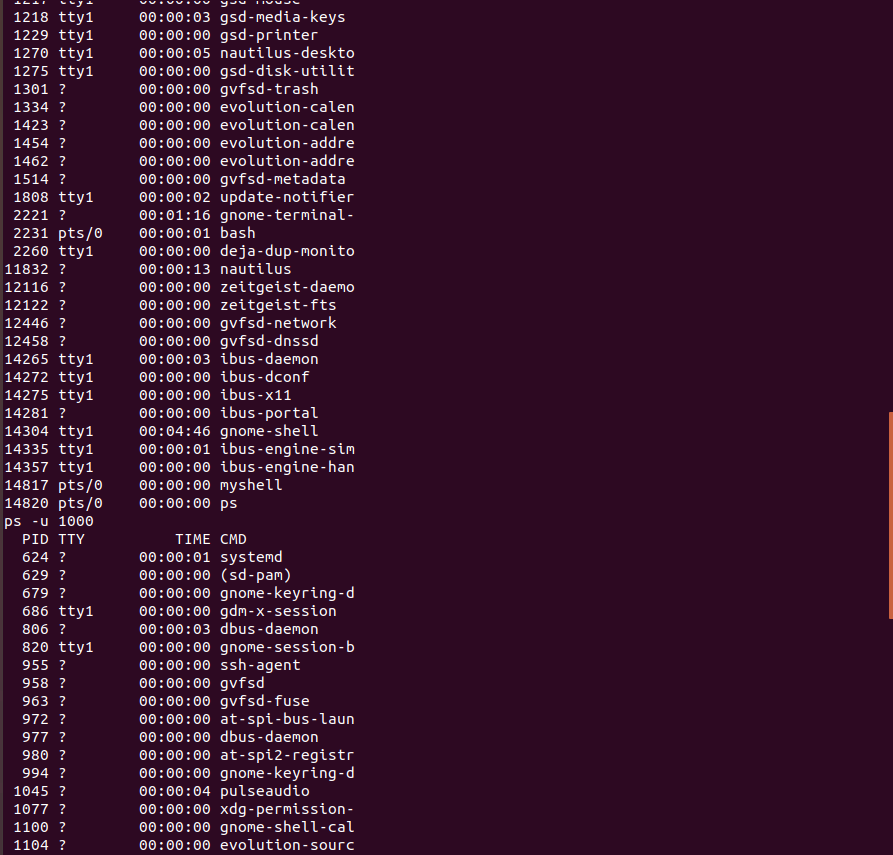 1217 tty1 00:00:00 gsd-mouse
1218 tty1 00:00:03 gsd-media-keys
1229 tty1 00:00:00 gsd-printer
1270 tty1 00:00:05 nautilus-deskto
1275 tty1 00:00:00 gsd-disk-utilit
1301 ? 00:00:00 gvfsd-trash
1334 ? 00:00:00 evolution-calen
1423 ? 00:00:00 evolution-calen
1454 ? 00:00:00 evolution-addre
1462 ? 00:00:00 evolution-addre
1514 ? 00:00:00 gvfsd-metadata
1808 tty1 00:00:02 update-notifier
2221 ? 00:01:16 gnome-terminal-
2231 pts/0 00:00:01 bash
2260 tty1 00:00:00 deja-dup-monito
11832 ? 00:00:13 nautilus
12116 ? 00:00:00 zeitgeist-daemo
12122 ? 00:00:00 zeitgeist-fts
12446 ? 00:00:00 gvfsd-network
12458 ? 00:00:00 gvfsd-dnssd
14265 tty1 00:00:03 ibus-daemon
14272 tty1 00:00:00 ibus-dconf
14275 tty1 00:00:00 ibus-x11
14281 ? 00:00:00 ibus-portal
14304 tty1 00:04:46 gnome-shell
14335 tty1 00:00:01 ibus-engine-sim
14357 tty1 00:00:00 ibus-engine-han
14817 pts/0 00:00:00 myshell
14820 pts/0 00:00:00 ps
ps -u 1000
PID TTY TIME CMD
624 ? 00:00:01 systemd
629 ? 00:00:00 (sd-pam)
679 ? 00:00:00 gnome-keyring-d
686 tty1 00:00:00 gdm-x-session
806 ? 00:00:03 dbus-daemon
820 tty1 00:00:00 gnome-session-b
955 ? 00:00:00 ssh-agent
958 ? 00:00:00 gvfsd
963 ? 00:00:00 gvfsd-fuse
972 ? 00:00:00 at-spi-bus-laun
977 ? 00:00:00 dbus-daemon
980 ? 00:00:00 at-spi2-registr
994 ? 00:00:00 gnome-keyring-d
1045 ? 00:00:04 pulseaudio
1077 ? 00:00:00 xdg-permission-
1100 ? 00:00:00 gnome-shell-cal
1104 ? 00:00:00 evolution-sourc